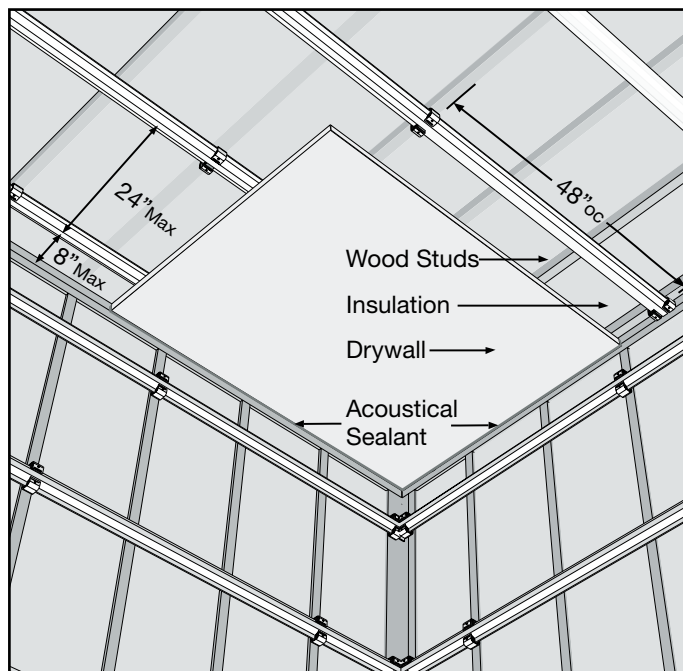 48” oc
24” Max
8” Max
Wood Studs
Insulation
Drywall
Acoustical
Sealant